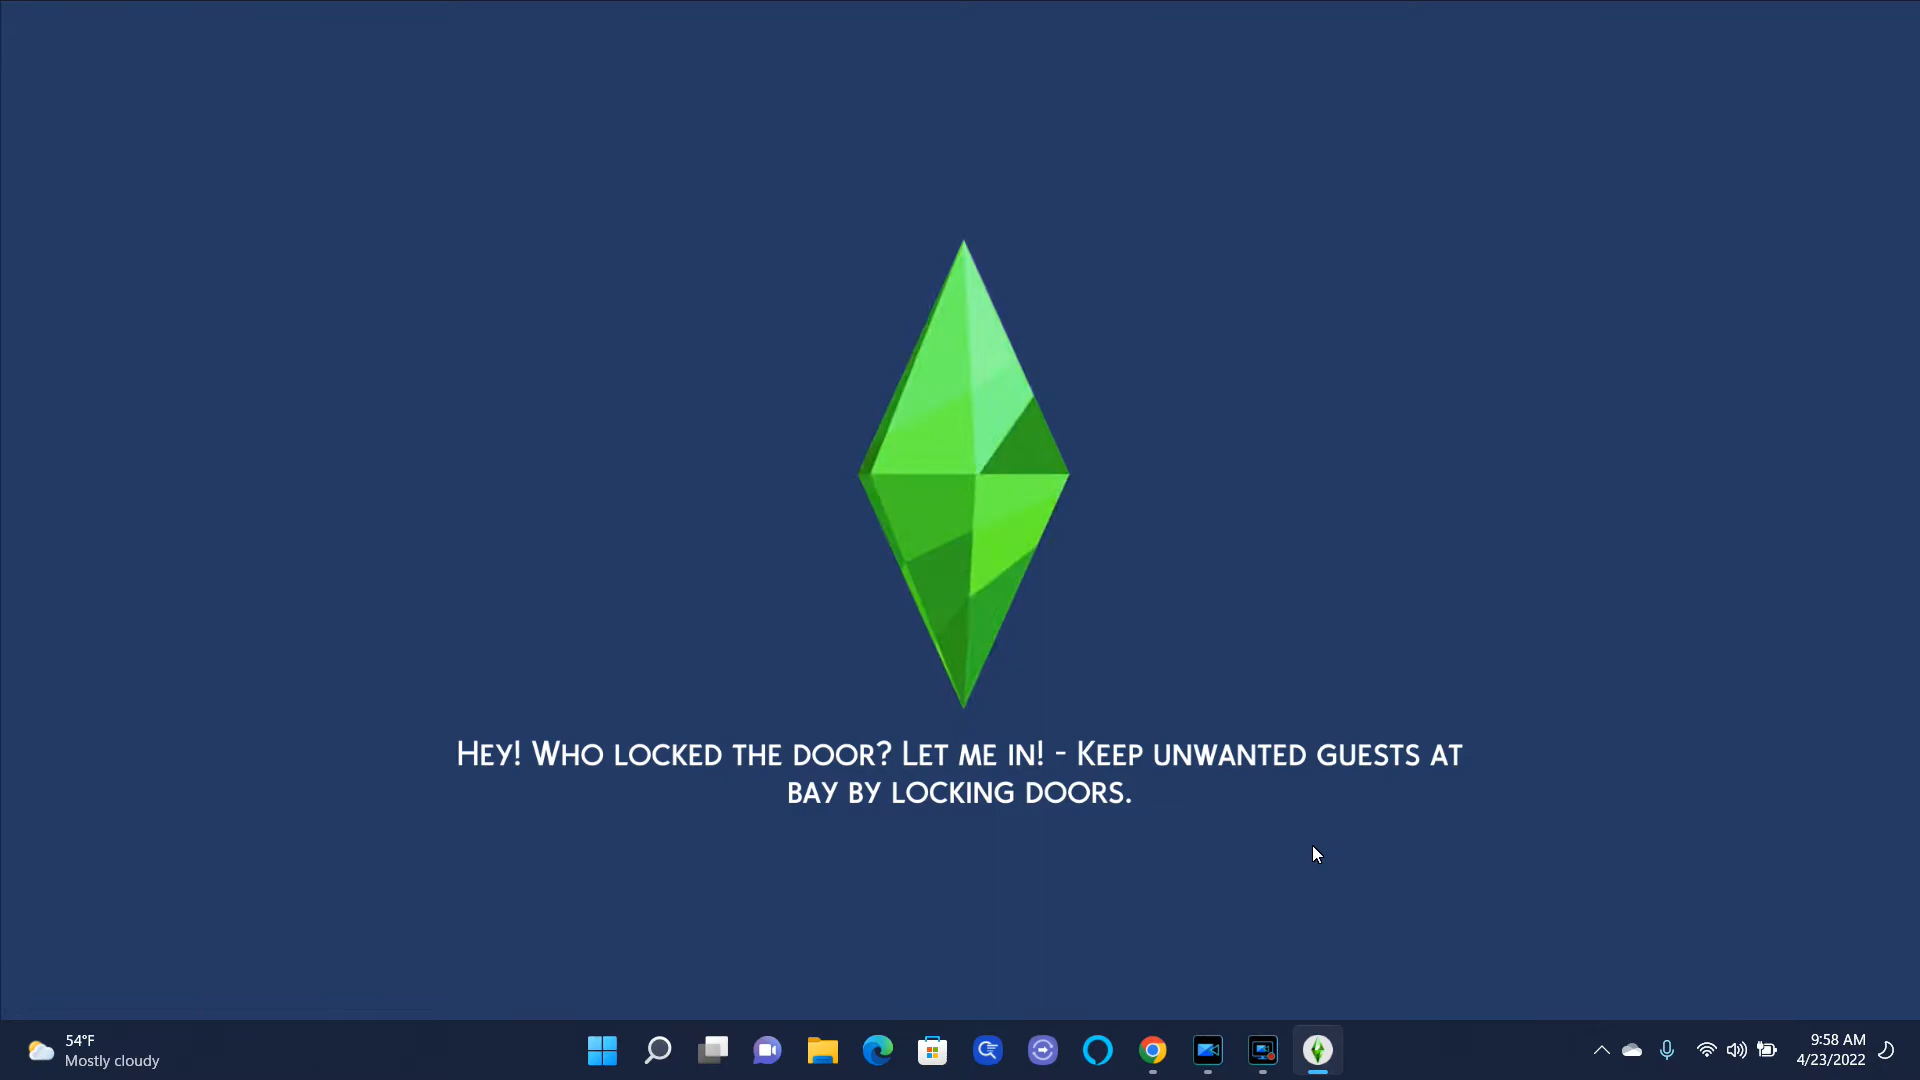 Hey! Who locked the door? Let me in! - Keep unwanted guests at
bay by locking doors.
54°F
Mostly cloudy
9:58 AM
4/23/2022